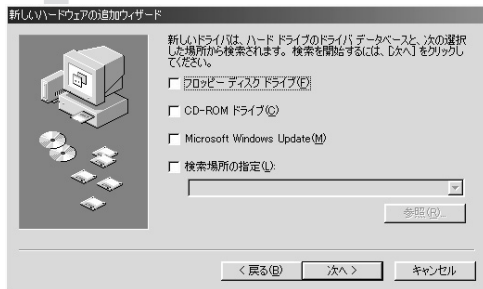 新しいハードウェアの追加ウィザード
新しいドライバは、ハード ドライブのドライバ データベースと、次の選択
した場所から検索されます。検索を開始するには、[次へ] をクリックし
てください。
フロッピー ディスク ドライブ(F)
CD-ROM ドライブ(C)
Microsoft Windows Update(M)
検索場所の指定(L):
参照(R)...
< 戻る(B)
次へ >
キャンセル